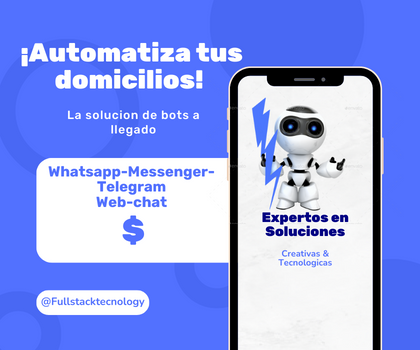 ¡Automatiza tus
domicilios!
La solucion de bots a
llegado
Whatsapp-Messenger-
Telegram
Web-chat
$
@Fullstacktecnology
Expertos en
Soluciones
Creativas &
Tecnologicas